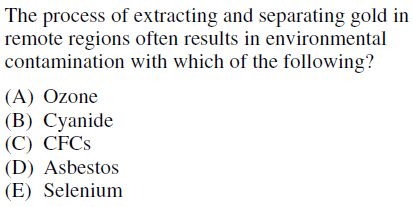 The process of extracting and separating gold in
remote regions often results in environmental
contamination with which of the following?
(A) Ozone
(B) Cyanide
(C) CFCs
(D) Asbestos
(E) Selenium